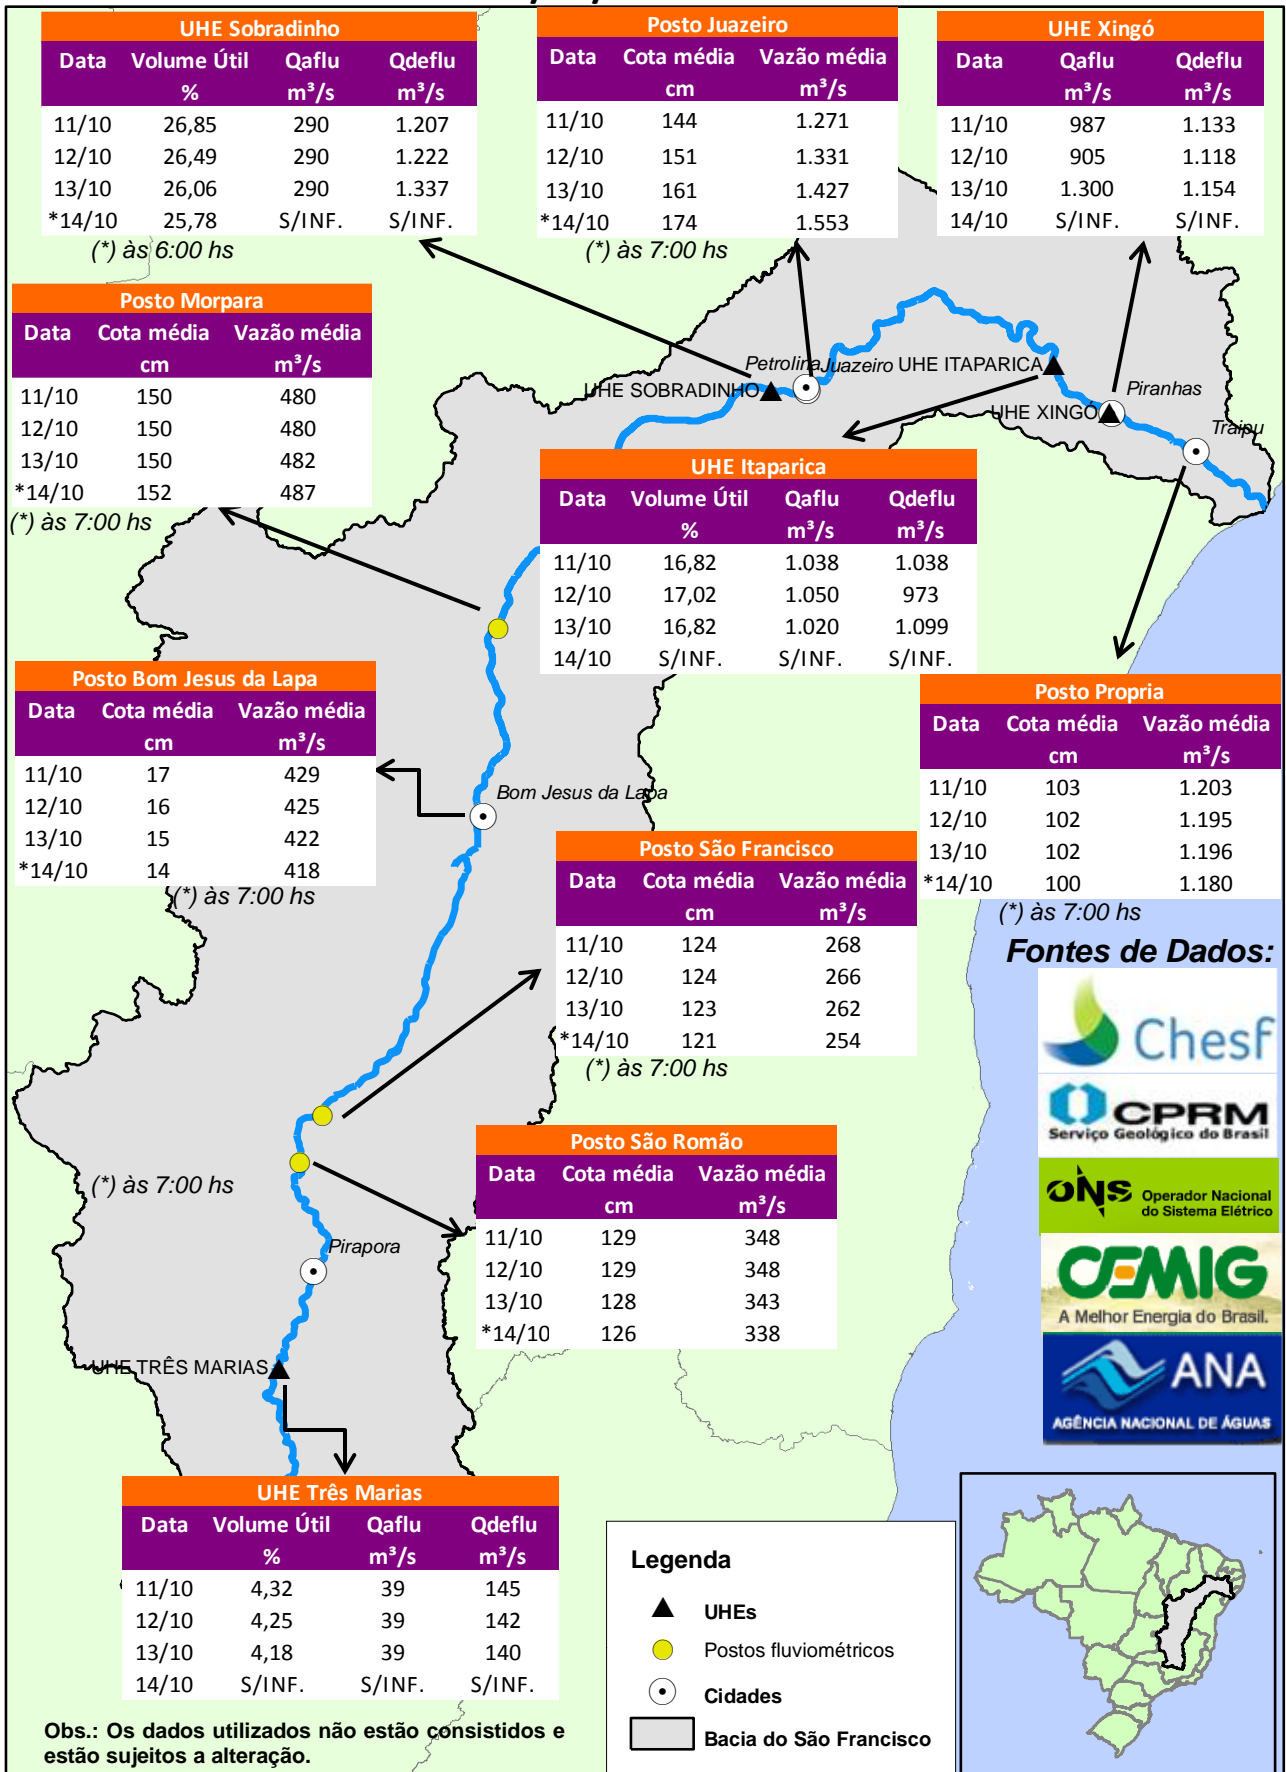 UHE Sobradinho
Data Volume Útil Qaflu Qdeflu
% m³/s m³/s
11/10 26,85 290 1.207
12/10 26,49 290 1.222
13/10 26,06 290 1.337
*14/10 25,78 S/INF. S/INF.
(*) às 6:00 hs
Posto Juazeiro
Data Cota média Vazão média
cm m³/s
11/10 144 1.271
12/10 151 1.331
13/10 161 1.427
*14/10 174 1.553
(*) às 7:00 hs
UHE Xingó
Data Qaflu Qdeflu
m³/s m³/s
11/10 987 1.133
12/10 905 1.118
13/10 1.300 1.154
14/10 S/INF. S/INF.
Posto Morpara
Data Cota média Vazão média
cm m³/s
11/10 150 480
12/10 150 480
13/10 150 482
*14/10 152 487
(*) às 7:00 hs
Petrolina Juazeiro UHE ITAPARICA
UHE SOBRADINHO
Piranhas
UHE XINGÓ
Traipu
UHE Itaparica
Data Volume Útil Qaflu Qdeflu
% m³/s m³/s
11/10 16,82 1.038 1.038
12/10 17,02 1.050 973
13/10 16,82 1.020 1.099
14/10 S/INF. S/INF. S/INF.
Posto Bom Jesus da Lapa
Data Cota média Vazão média
cm m³/s
11/10 17 429
12/10 16 425
13/10 15 422
*14/10 14 418
(*) às 7:00 hs
Bom Jesus da Lapa
Posto Propria
Data Cota média Vazão média
cm m³/s
11/10 103 1.203
12/10 102 1.195
13/10 102 1.196
*14/10 100 1.180
(*) às 7:00 hs
Posto São Francisco
Data Cota média Vazão média
cm m³/s
11/10 124 268
12/10 124 266
13/10 123 262
*14/10 121 254
(*) às 7:00 hs
Fontes de Dados:
Chesf
CPRM
Serviço Geológico do Brasil
ONS Operador Nacional
do Sistema Elétrico
CEMIG
A Melhor Energia do Brasil.
ANA
AGÊNCIA NACIONAL DE ÁGUAS
Posto São Romão
Data Cota média Vazão média
cm m³/s
11/10 129 348
12/10 129 348
13/10 128 343
*14/10 126 338
(*) às 7:00 hs
Pirapora
UHE TRÊS MARIAS
UHE Três Marias
Data Volume Útil Qaflu Qdeflu
% m³/s m³/s
11/10 4,32 39 145
12/10 4,25 39 142
13/10 4,18 39 140
14/10 S/INF. S/INF. S/INF.
Obs.: Os dados utilizados não estão consistidos e
estão sujeitos a alteração.
Legenda
UHEs
Postos fluviométricos
Cidades
Bacia do São Francisco